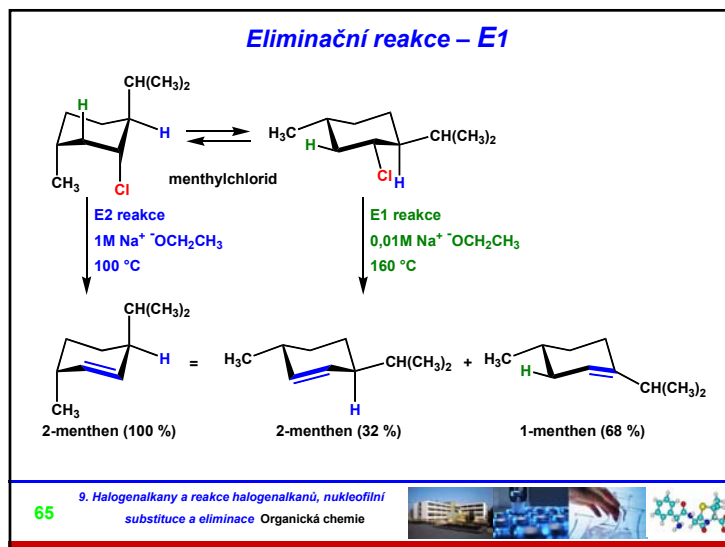 Eliminační reakce – E1
CH(CH3)2
H
H
CH3
Cl
menthylchlorid
H3C
H
CH(CH3)2
Cl
H
E2 reakce
1M Na+ -OCH2CH3
100 °C
E1 reakce
0,01M Na+ -OCH2CH3
160 °C
CH(CH3)2
H
CH3
=
H3C
CH(CH3)2
H
+
H3C
H
CH(CH3)2
2-menthen (100 %)
2-menthen (32 %)
1-menthen (68 %)
65
9. Halogenalkany a reakce halogenalkanů, nukleofilní
substituce a eliminace Organická chemie